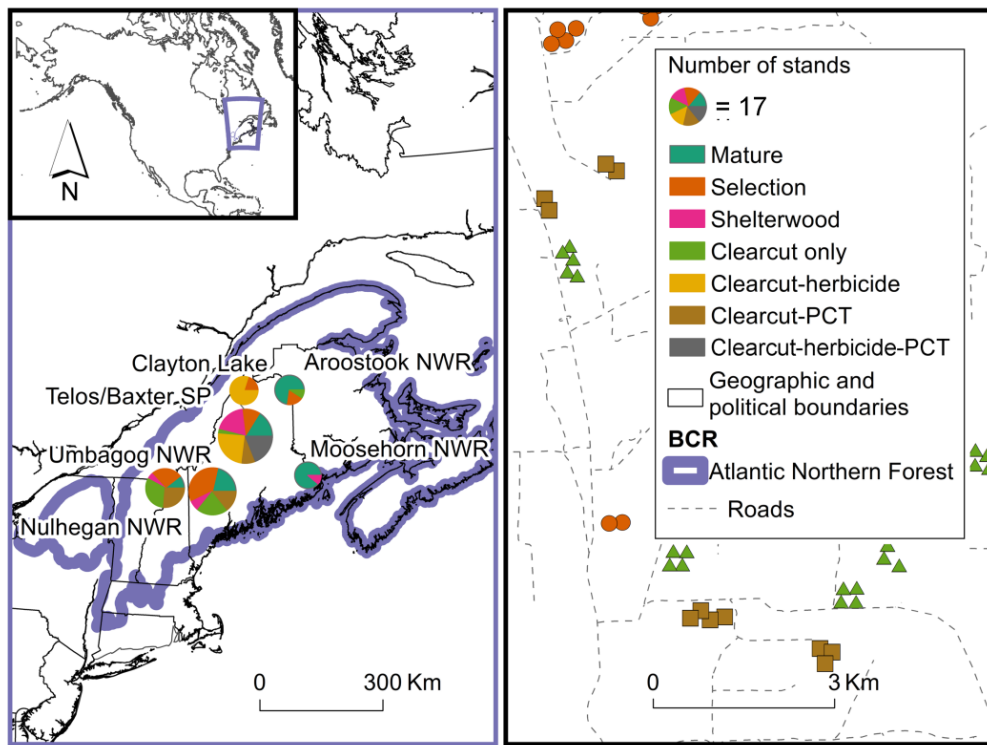 N
Clayton Lake
Aroostook NWR
Telos/Baxter SP
Umbagog NWR
Moosehorn NWR
Nulhegan NWR
0 300 Km
Number of stands
= 17
Mature
Selection
Shelterwood
Clearcut only
Clearcut-herbicide
Clearcut-PCT
Clearcut-herbicide-PCT
Geographic and
political boundaries
BCR
Atlantic Northern Forest
Roads
0 3 Km